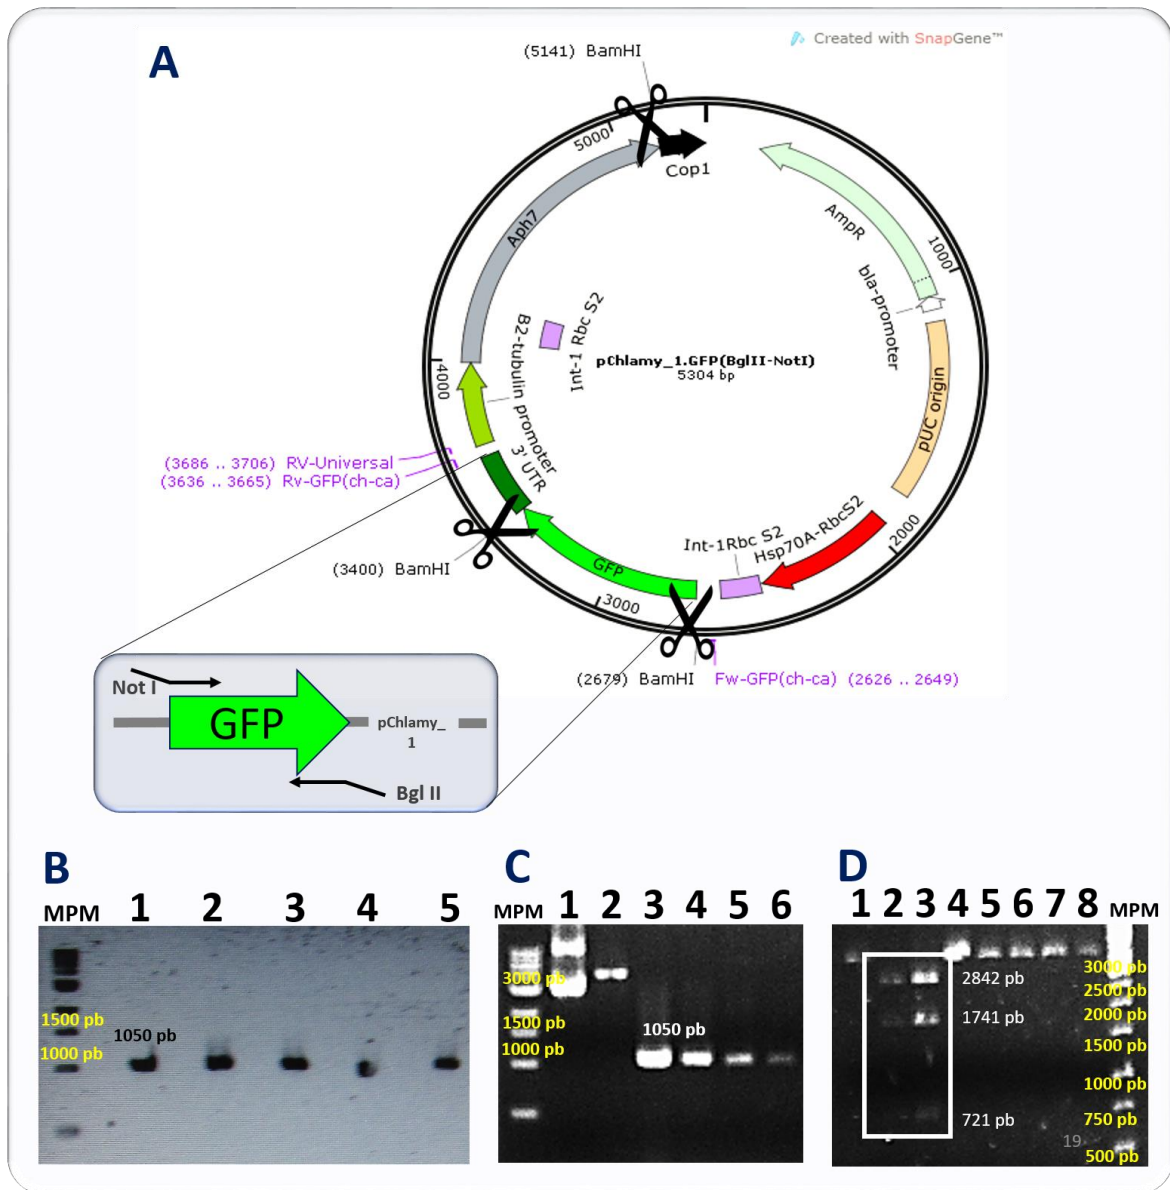 A
Created with SnapGene™
(5141) BamHI
5000
Cop1
Aph7
AmpR
1000
bla-promoter
Int-1 Rbc S2
B2-tubulin promoter
pChlamy_1.GFP(BglII-NotI)
5304 bp
4000
pUC origin
3' UTR
(3686 .. 3706) RV-Universal
(3636 .. 3665) Rv-GFP(ch-ca)
Int-1Rbc S2
Hsp70A-RbcS2
2000
(3400) BamHI
GFP
3000
(2679) BamHI
Fw-GFP(ch-ca) (2626 .. 2649)
Not I
GFP
pChlamy_
1
Bgl II
B
MPM 1 2 3 4 5
1500 pb
1050 pb
1000 pb
C
MPM 1 2 3 4 5 6
3000 pb
1500 pb
1050 pb
1000 pb
D
1 2 3 4 5 6 7 8 MPM
3000 pb
2842 pb
2500 pb
1741 pb
2000 pb
1500 pb
1000 pb
721 pb
750 pb
19
500 pb